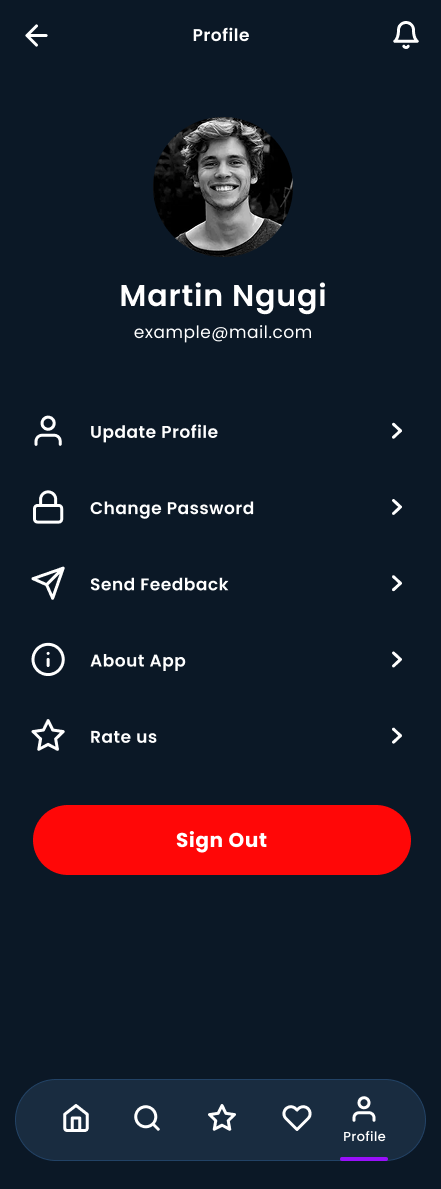 Profile
Martin Ngugi
example@mail.com
Update Profile
Change Password
Send Feedback
About App
Rate us
Sign Out
Profile